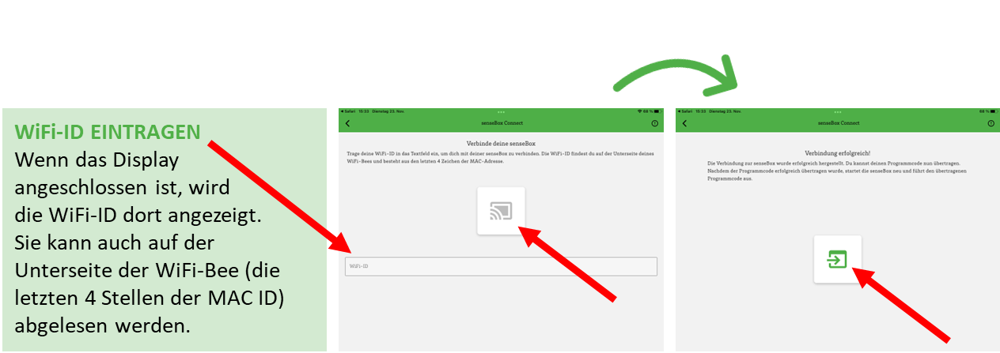 WiFi-ID EINTRAGEN
Wenn das Display
angeschlossen ist, wird
die WiFi-ID dort angezeigt.
Sie kann auch auf der
Unterseite der WiFi-Bee (die
letzten 4 Stellen der MAC ID)
abgelesen werden.
Safari 15:33 Dienstag 23. Nov.
68 %
senseBox Connect
Verbinde deine senseBox
Trage deine WiFi-ID in das Textfeld ein, um dich mit deiner senseBox zu verbinden. Die WiFi-ID findest du auf der Unterseite deines
WiFi-Bees und besteht aus den letzten 4 Zeichen der MAC-Adresse.
WiFi-ID
Safari 15:33 Dienstag 23. Nov.
68 %
senseBox Connect
Verbindung erfolgreich!
Die Verbindung zur senseBox wurde erfolgreich hergestellt. Du kannst deinen Programmcode nun übertragen.
Nachdem der Programmcode erfolgreich übertragen wurde, startet die senseBox neu und führt den übertragenen
Programmcode aus.